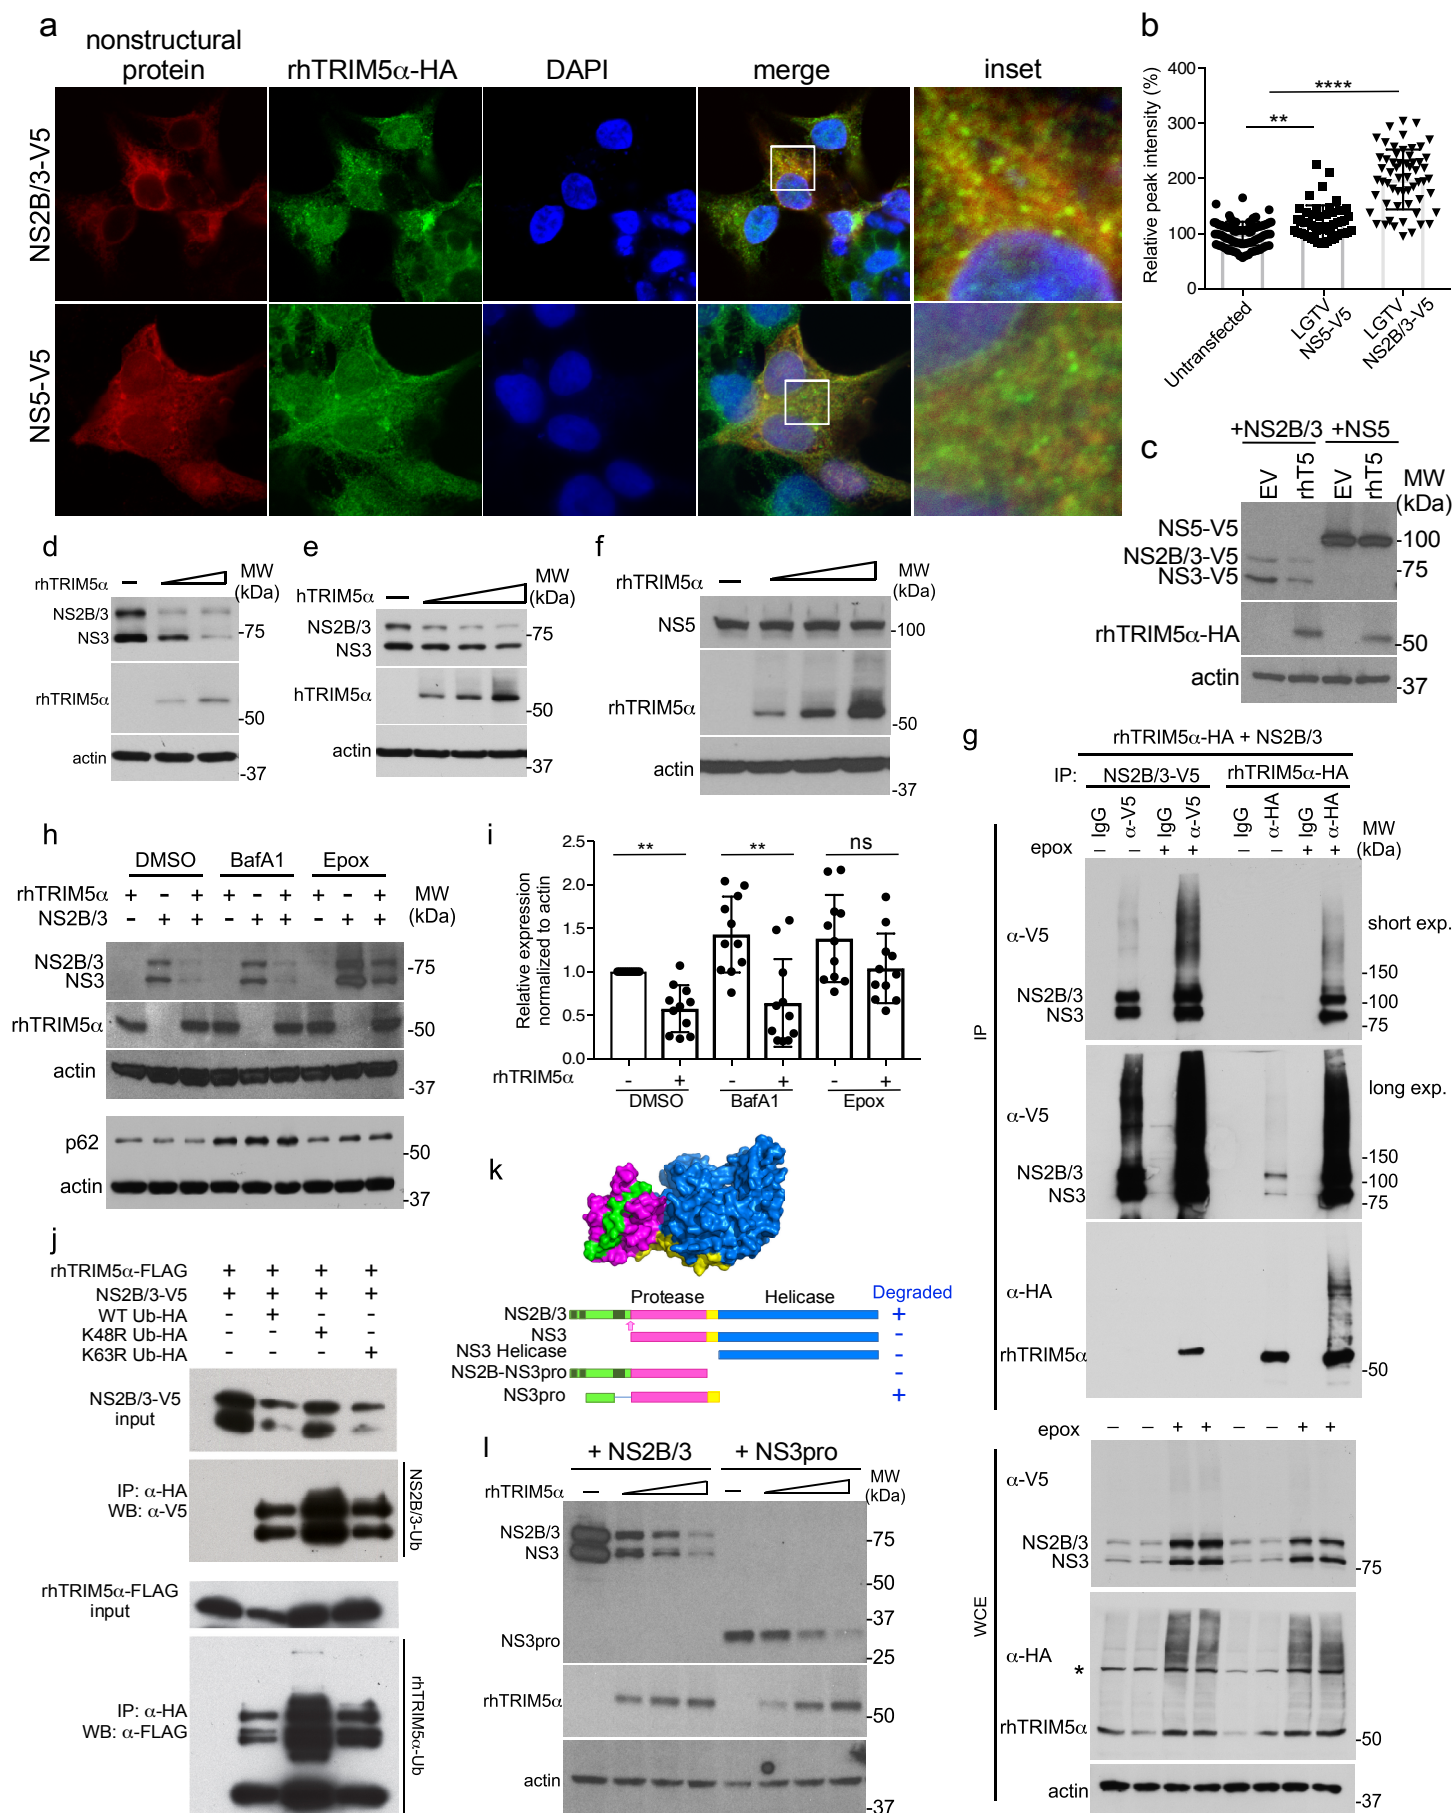 a
nonstructural protein
rhTRIM5α-HA
DAPI
merge
inset
NS2B/3-V5
NS5-V5
b
Relative peak intensity (%)
400
300
200
100
0
**
****
Untransfected
LGTV NS5-V5
LGTV NS2B/3-V5
c
+NS2B/3 +NS5
EV rhT5 EV rhT5
MW (kDa)
NS5-V5
NS2B/3-V5
NS3-V5
-100
-75
rhTRIM5α-HA
-50
actin
-37
d
rhTRIM5α –
MW (kDa)
NS2B/3
NS3
-75
rhTRIM5α
-50
actin
-37
e
hTRIM5α –
MW (kDa)
NS2B/3
NS3
-75
hTRIM5α
-50
actin
-37
f
rhTRIM5α –
MW (kDa)
NS5
-100
rhTRIM5α
-50
actin
-37
g
rhTRIM5α-HA + NS2B/3
IP: NS2B/3-V5 rhTRIM5α-HA
IgG α-V5 IgG α-V5 IgG α-HA IgG α-HA
MW (kDa)
epox – – + + – – + +
IP
α-V5
short exp.
-150
NS2B/3 -100
NS3 -75
α-V5
long exp.
-150
NS2B/3 -100
NS3 -75
α-HA
rhTRIM5α
-50
epox – – + + – – + +
WCE
α-V5
NS2B/3
NS3
-75
α-HA
*
rhTRIM5α
-50
actin
-37
h
DMSO BafA1 Epox
rhTRIM5α + - + + - + + - +
NS2B/3 - + + - + + - + +
MW (kDa)
NS2B/3
NS3
-75
rhTRIM5α -50
actin
-37
p62
-50
actin
-37
i
Relative expression normalized to actin
2.5
2.0
1.5
1.0
0.5
0.0
** ** ns
rhTRIM5α - + - + - +
DMSO BafA1 Epox
j
rhTRIM5α-FLAG + + + +
NS2B/3-V5 + + + +
WT Ub-HA - + - -
K48R Ub-HA - - + -
K63R Ub-HA - - - +
NS2B/3-V5 input
IP: α-HA
WB: α-V5
NS2B/3-Ub
rhTRIM5α-FLAG input
IP: α-HA
WB: α-FLAG
rhTRIM5α-Ub
k
Protease Helicase Degraded
NS2B/3 +
NS3 -
NS3 Helicase -
NS2B-NS3pro -
NS3pro +
l
+ NS2B/3 + NS3pro
rhTRIM5α – –
MW (kDa)
NS2B/3
NS3
-75
-50
-37
NS3pro
-25
rhTRIM5α
-50
actin
-37